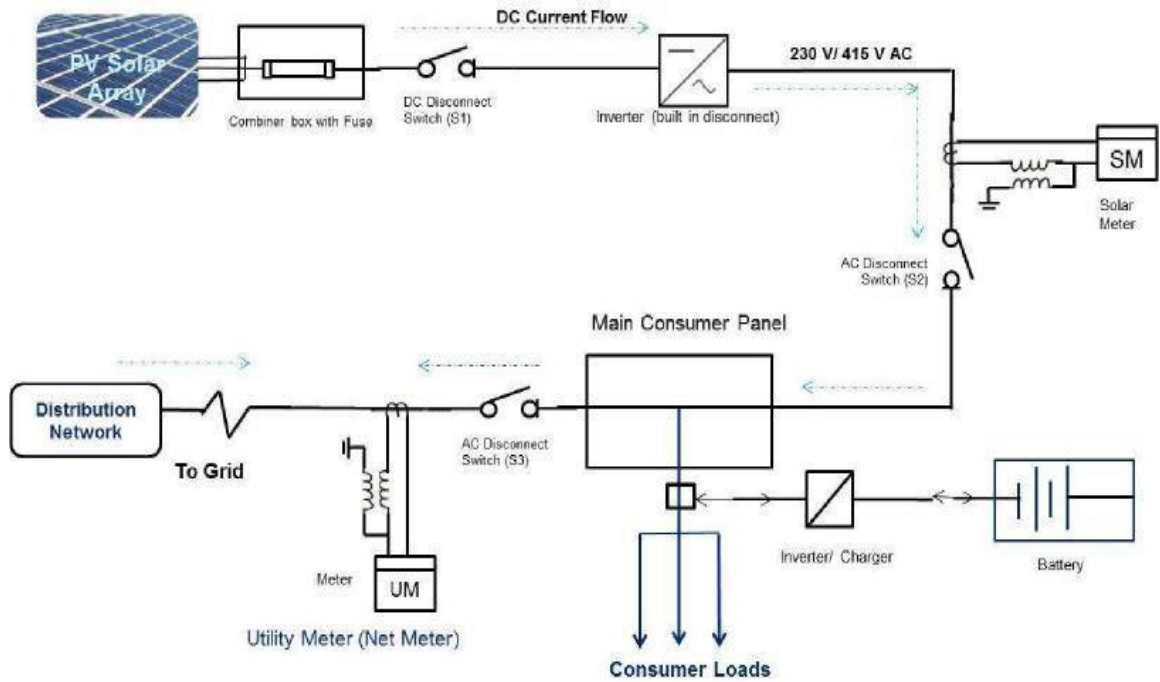 DC Current Flow
PV Solar
Array
230 V/ 415 V AC
Combiner box with Fuse
DC Disconnect
Switch (S1)
Inverter (built in disconnect)
SM
Solar
Meter
AC Disconnect
Switch (S2)
Main Consumer Panel
Distribution
Network
To Grid
AC Disconnect
Switch (S3)
Meter
UM
Utility Meter (Net Meter)
Inverter/ Charger
Battery
Consumer Loads